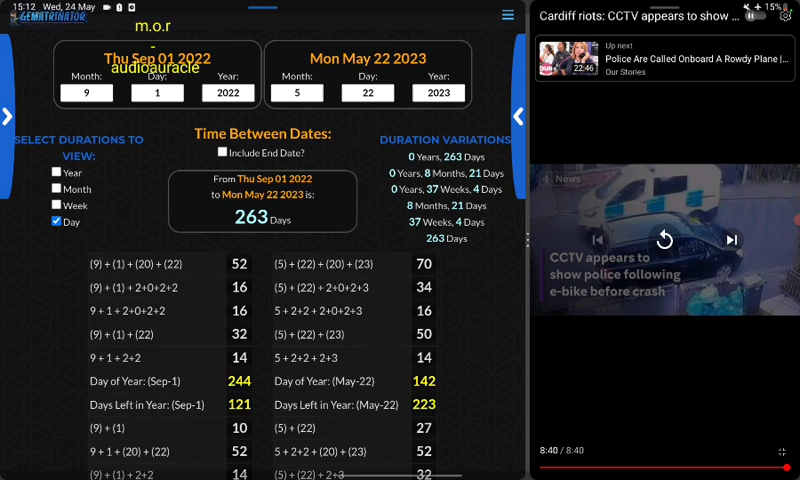 15:12 Wed, 24 May
GEMATRINATOR
m.o.r
-
audioauracle
Thu Sep 01 2022
Month: Day: Year:
9 1 2022
Mon May 22 2023
Month: Day: Year:
5 22 2023
SELECT DURATIONS TO VIEW:
Year
Month
Week
Day
Time Between Dates:
Include End Date?
From Thu Sep 01 2022
to Mon May 22 2023 is:
263 Days
DURATION VARIATIONS
0 Years, 263 Days
0 Years, 8 Months, 21 Days
0 Years, 37 Weeks, 4 Days
8 Months, 21 Days
37 Weeks, 4 Days
263 Days
(9) + (1) + (20) + (22) 52
(9) + (1) + 2+0+2+2 16
9 + 1 + 2+0+2+2 16
(9) + (1) + (22) 32
9 + 1 + 2+2 14
Day of Year: (Sep-1) 244
Days Left in Year: (Sep-1) 121
(9) + (1) 10
9 + 1 + (20) + (22) 52
(9) + (1) + 2+2 14
(5) + (22) + (20) + (23) 70
(5) + (22) + 2+0+2+3 34
5 + 2+2 + 2+0+2+3 16
(5) + (22) + (23) 50
5 + 2+2 + 2+3 14
Day of Year: (May-22) 142
Days Left in Year: (May-22) 223
(5) + (22) 27
5 + 2+2 + (20) + (23) 52
(5) + (22) + 2+3 32
15%
Cardiff riots: CCTV appears to show ...
Up next
Police Are Called Onboard A Rowdy Plane |...
Our Stories
22:46
4 News
CCTV appears to
show police following
e-bike before crash
8:40 / 8:40